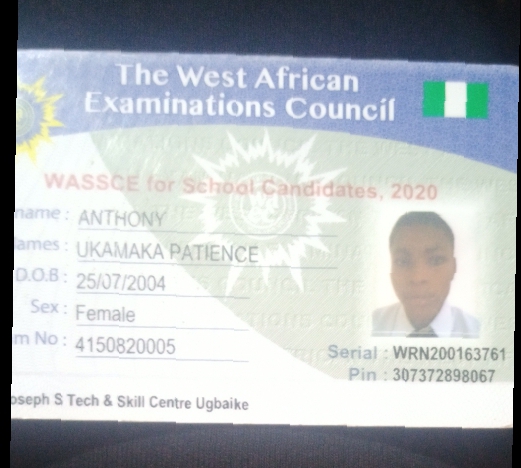 The West African
Examinations Council
WASSCE for School Candidates, 2020
name : ANTHONY
ames : UKAMAKA PATIENCE
D.O.B : 25/07/2004
Sex : Female
m No : 4150820005
Serial : WRN200163761
Pin : 307372898067
oseph S Tech & Skill Centre Ugbaike